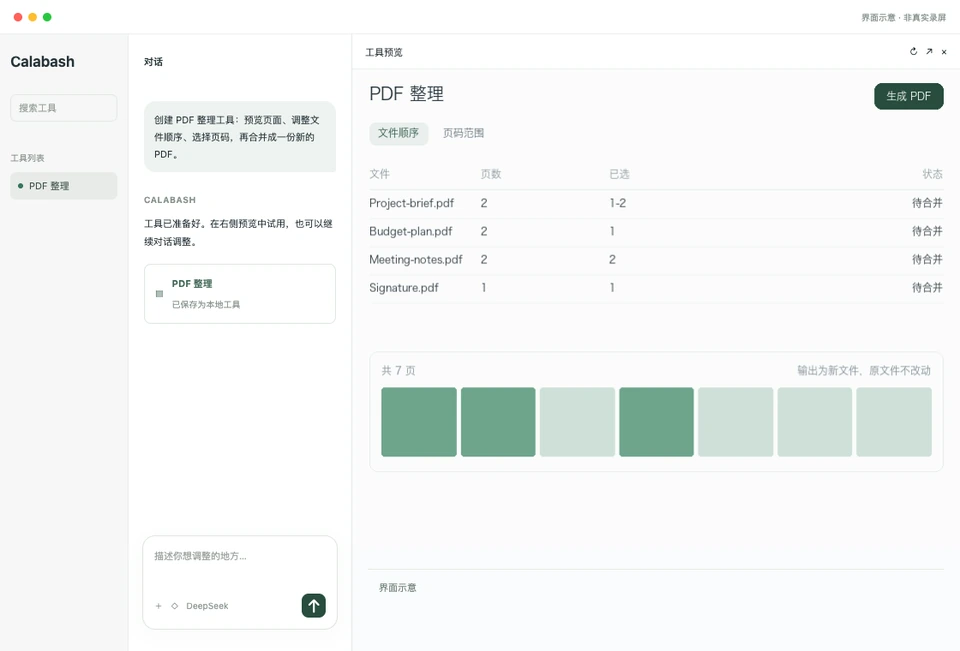 界面示意 · 非真实录屏
Calabash
搜索工具
工具列表
PDF 整理
对话
创建 PDF 整理工具：预览页面、调整文
件顺序、选择页码，再合并成一份新的
PDF。
CALABASH
工具已准备好。在右侧预览中试用，也可以继
续对话调整。
PDF 整理
已保存为本地工具
描述你想调整的地方...
+ ◇ DeepSeek
工具预览
PDF 整理
生成 PDF
文件顺序 页码范围
文件 页数 已选 状态
Project-brief.pdf 2 1-2 待合并
Budget-plan.pdf 2 1 待合并
Meeting-notes.pdf 2 2 待合并
Signature.pdf 1 1 待合并
共 7 页 输出为新文件，原文件不改动
界面示意